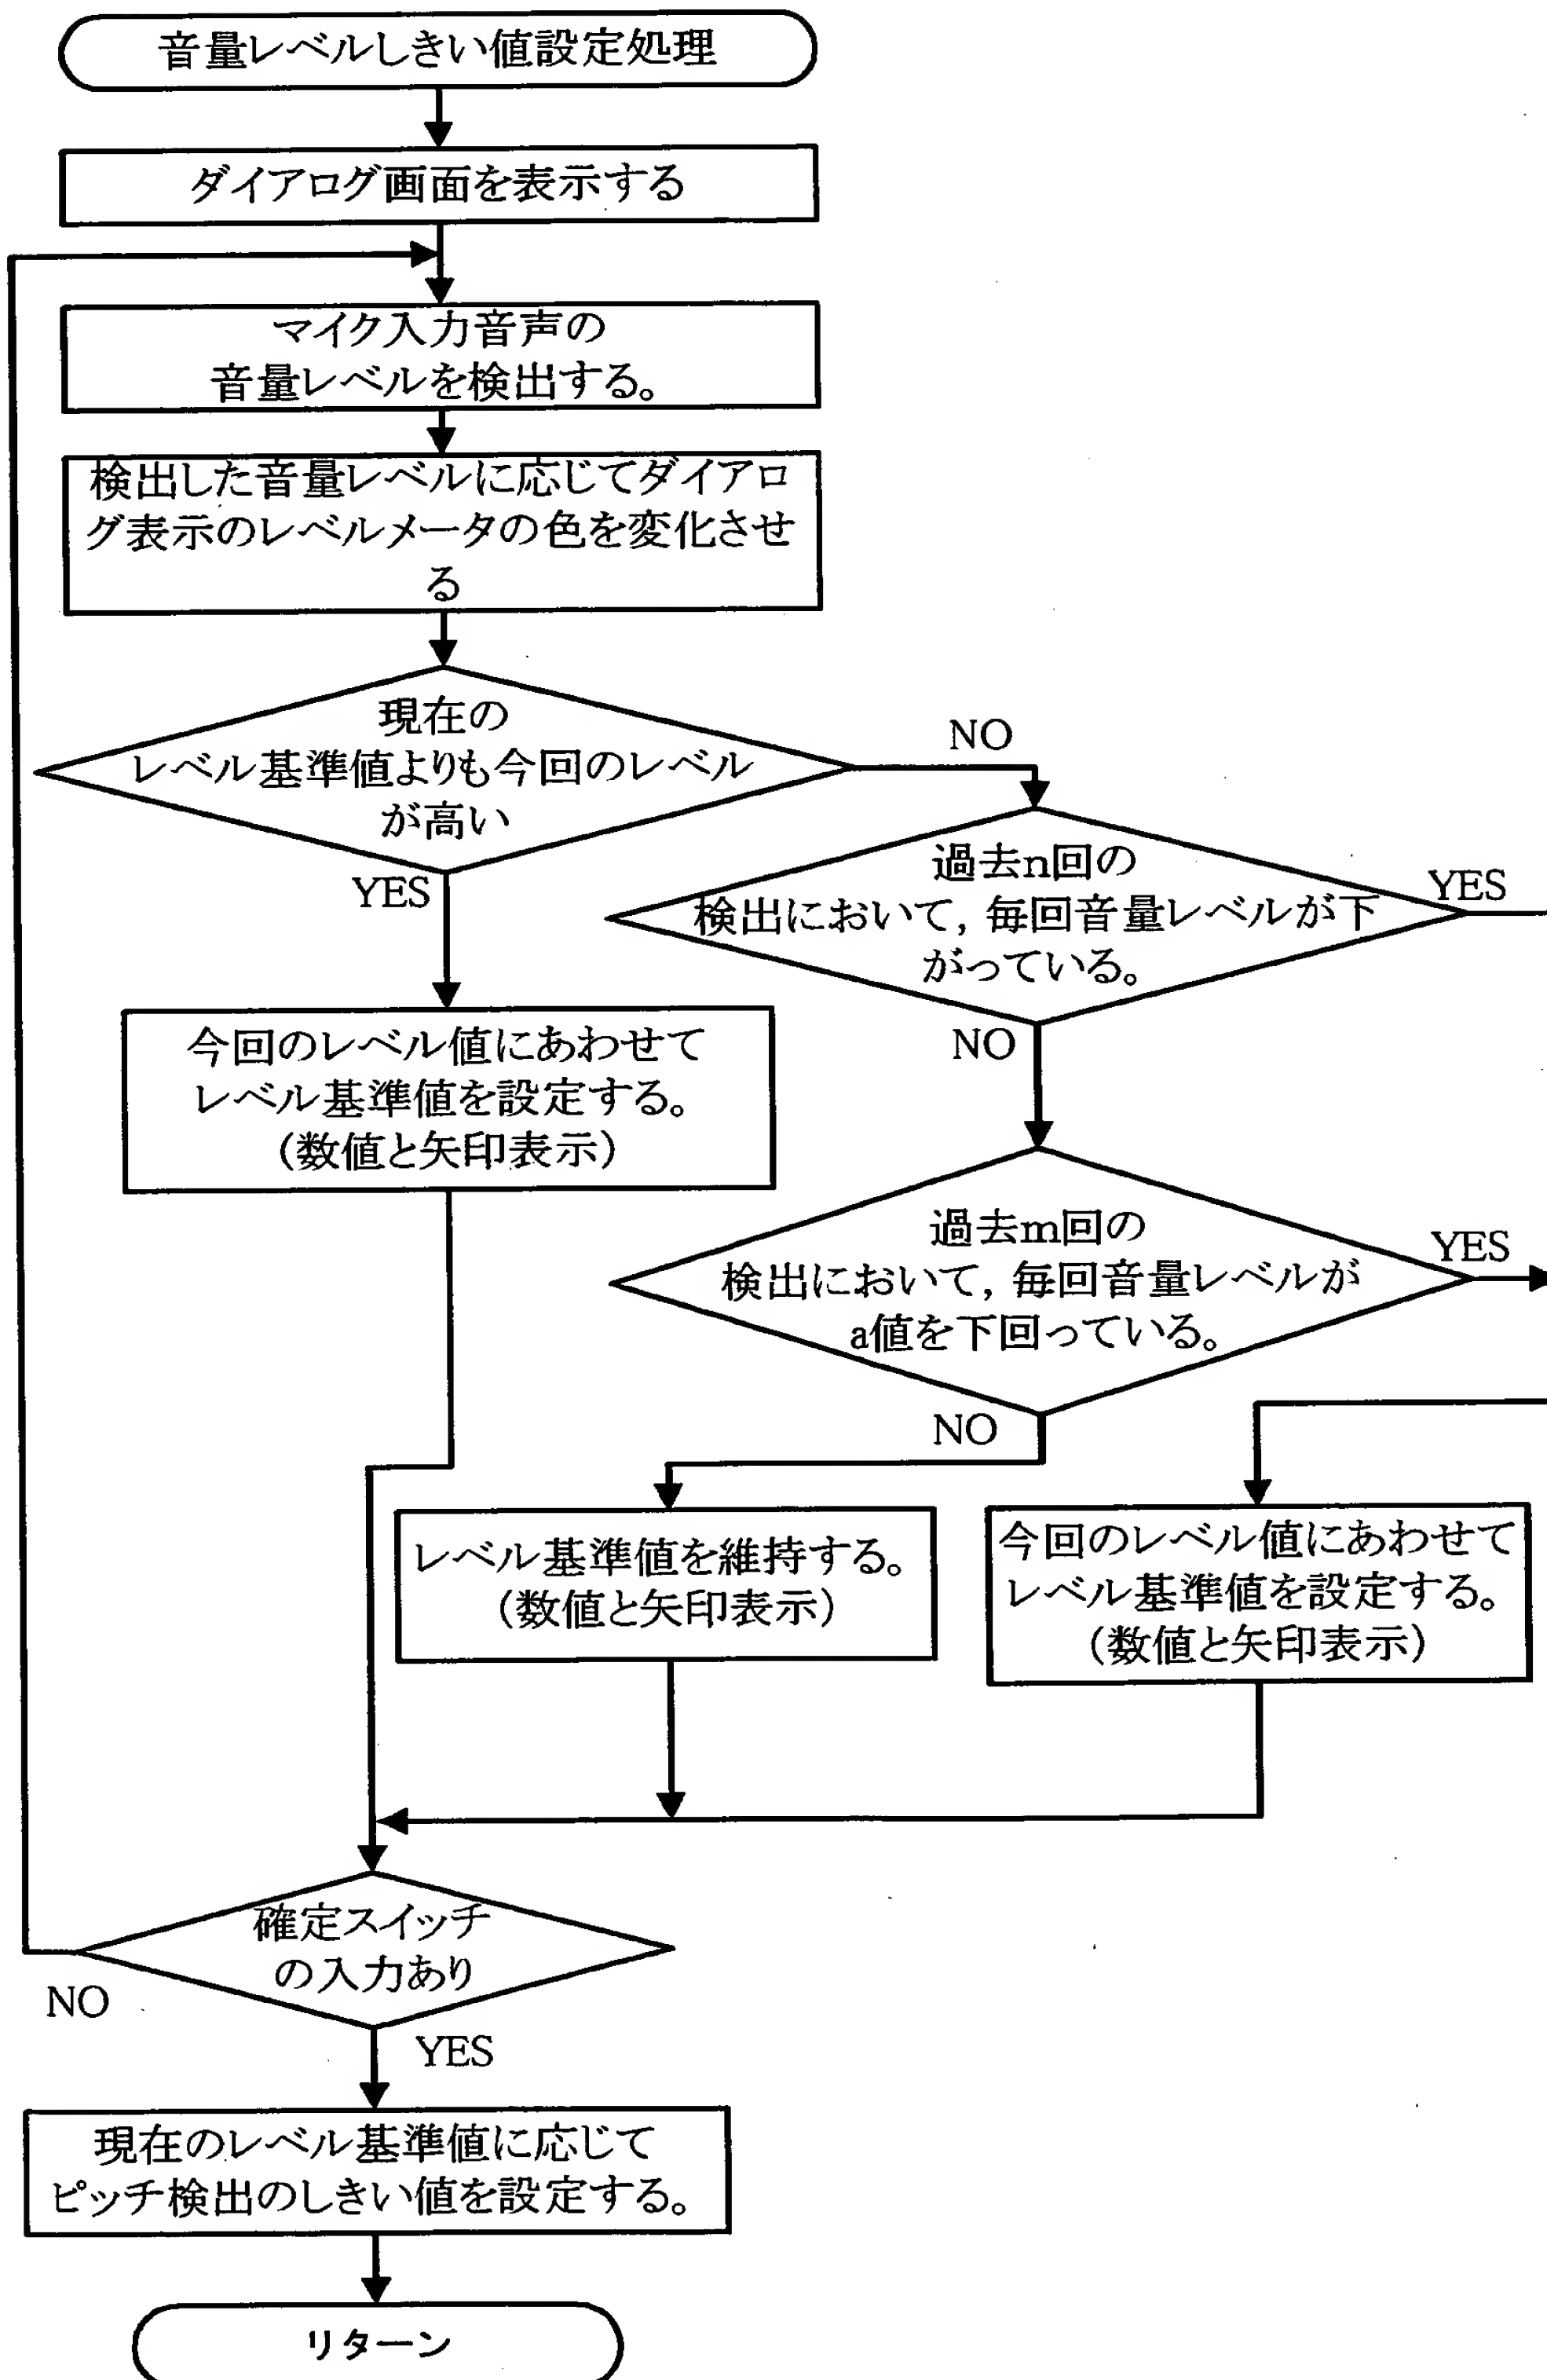 音量レベルしきい値設定処理
ダイアログ画面を表示する
マイク入力音声の
音量レベルを検出する。
検出した音量レベルに応じてダイアロ
グ表示のレベルメータの色を変化させ
る
現在の
レベル基準値よりも今回のレベル
が高い
NO
YES
過去n回の
検出において, 毎回音量レベルが下
がっている。
YES
NO
今回のレベル値にあわせて
レベル基準値を設定する。
(数値と矢印表示)
過去m回の
検出において, 毎回音量レベルが
a値を下回っている。
YES
NO
レベル基準値を維持する。
(数値と矢印表示)
今回のレベル値にあわせて
レベル基準値を設定する。
(数値と矢印表示)
確定スイッチ
の入力あり
NO
YES
現在のレベル基準値に応じて
ピッチ検出のしきい値を設定する。
リターン